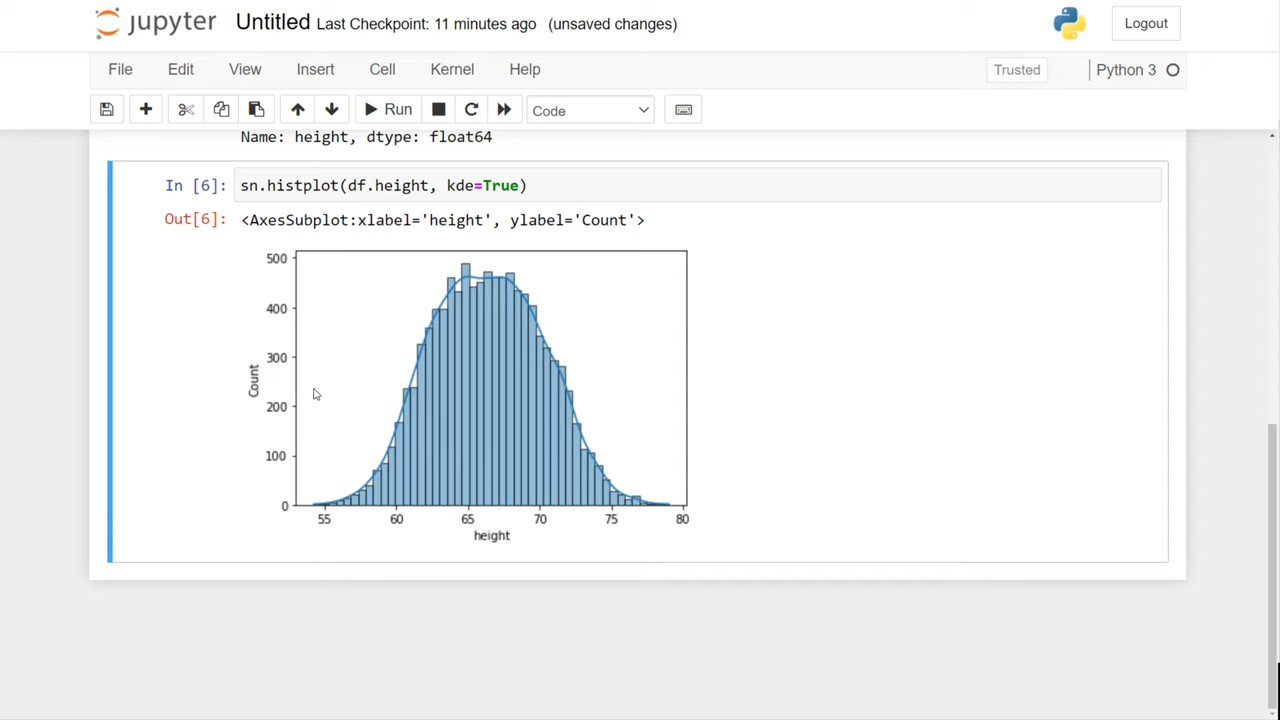 jupyter Untitled Last Checkpoint: 11 minutes ago (unsaved changes) Logout
File Edit View Insert Cell Kernel Help Trusted Python 3
Run Code
Name: height, dtype: float64
In [6]: sn.histplot(df.height, kde=True)
Out[6]: <AxesSubplot:xlabel='height', ylabel='Count'>
500
400
300
200
100
0
Count
55 60 65 70 75 80
height